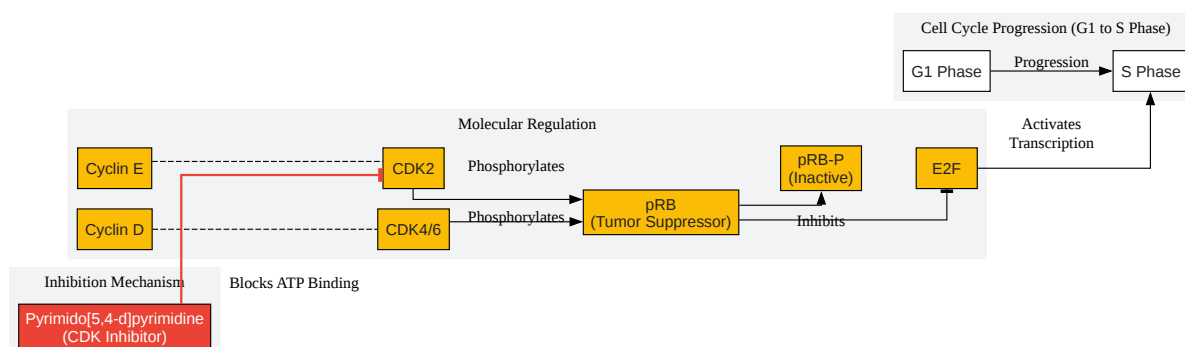 Cell Cycle Progression (G1 to S Phase)
G1 Phase
Progression
S Phase
Molecular Regulation
Activates
Transcription
Cyclin E
CDK2
Phosphorylates
pRB-P
(Inactive)
E2F
Cyclin D
CDK4/6
Phosphorylates
pRB
(Tumor Suppressor)
Inhibits
Inhibition Mechanism
Blocks ATP Binding
Pyrimido[5,4-d]pyrimidine
(CDK Inhibitor)